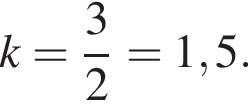 k = 3/2 = 1,5.